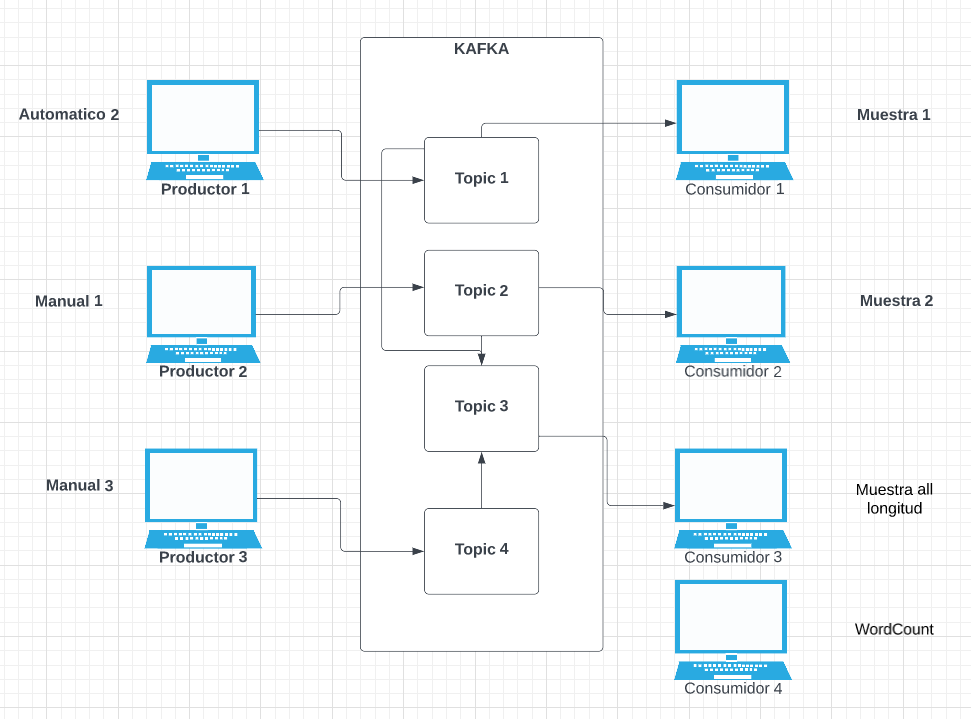 KAFKA
Automatico 2
Productor 1
Topic 1
Consumidor 1
Muestra 1
Manual 1
Productor 2
Topic 2
Consumidor 2
Muestra 2
Topic 3
Manual 3
Productor 3
Topic 4
Consumidor 3
Muestra all
longitud
Consumidor 4
WordCount